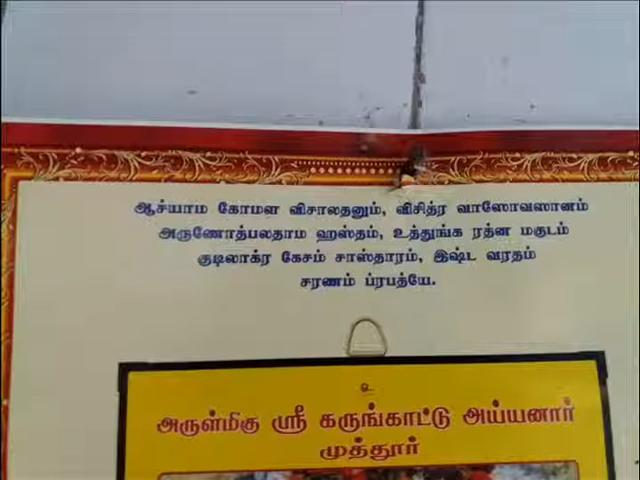 ஆச்யாம கோமள விசாலதனும், விசித்ர வாஸோவஸான
அருணோத்பலதாம ஹஸ்தம், உத்துங்க ரத்ன மகுடம்
குடிலாக்ர கேசம் சாஸ்தாரம், இஷ்ட வரதம்
சரணம் ப்ரபத்யே.
உ
அருள்மிகு ஸ்ரீ கருங்காட்டு அய்யனார்
முத்தூர்